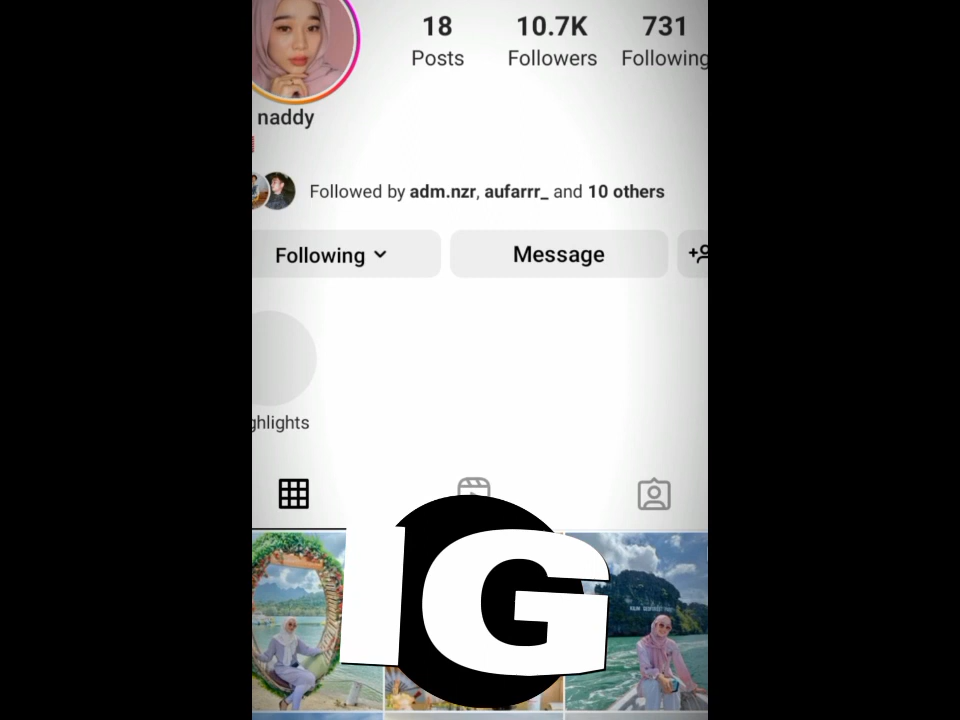 18 10.7K 731
Posts Followers Following
naddy
Followed by adm.nzr, aufarrr_ and 10 others
Following Message
ghlights
IG